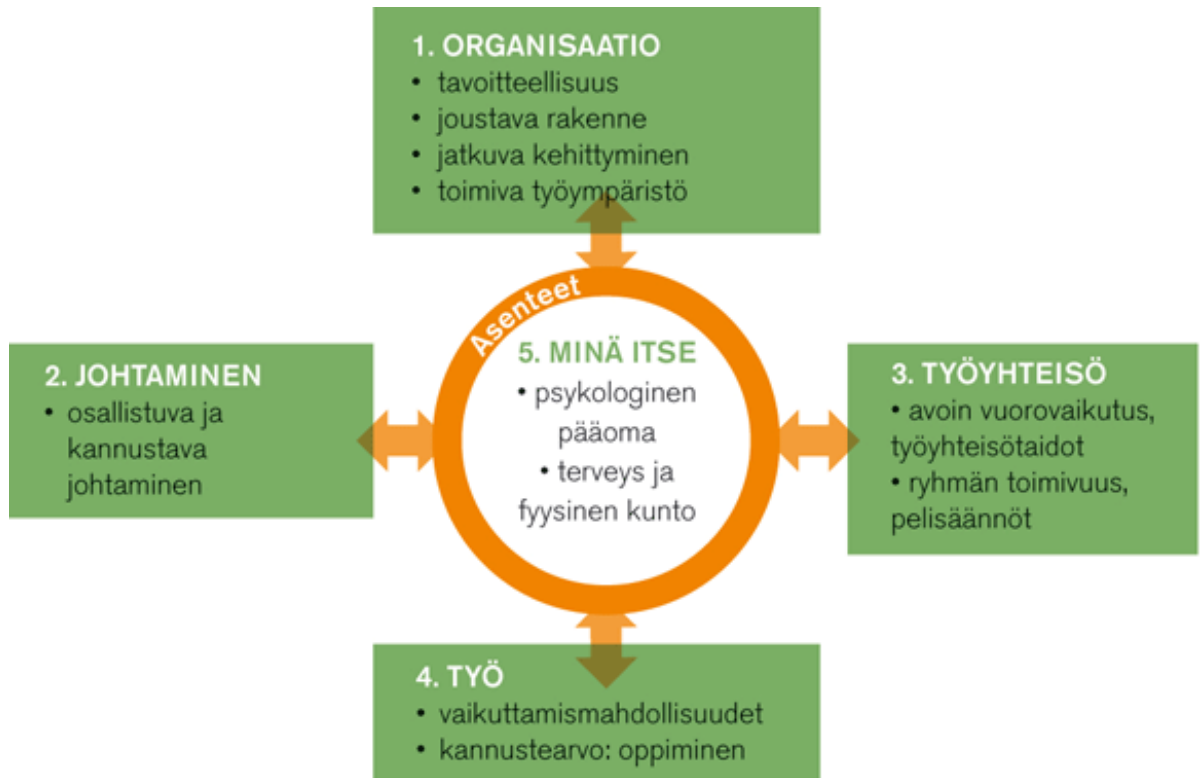 1. ORGANISAATIO
• tavoitteellisuus
• joustava rakenne
• jatkuva kehittyminen
• toimiva työympäristö
Asenteet
5. MINÄ ITSE
• psykologinen
pääoma
• terveys ja
fyysinen kunto
2. JOHTAMINEN
• osallistuva ja
kannustava
johtaminen
3. TYÖYHTEISÖ
• avoin vuorovaikutus,
työyhteisötaidot
• ryhmän toimivuus,
pelisäännöt
4. TYÖ
• vaikuttamismahdollisuudet
• kannustearvo: oppiminen